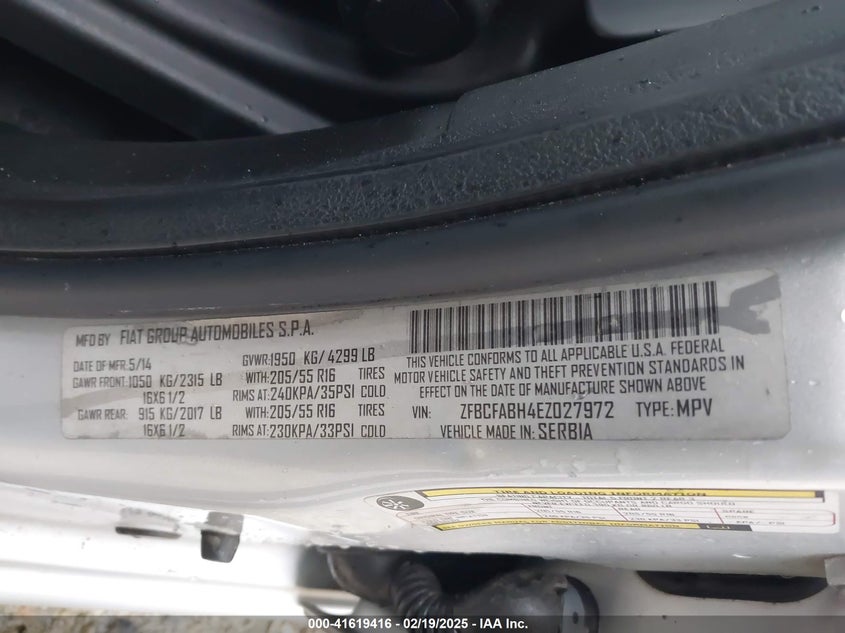 MFD BY FIAT GROUP AUTOMOBILES S.P.A.
DATE OF MFR. 5/14 GVWR:1950 KG/ 4299 LB
GAWR FRONT: 1050 KG/2315 LB WITH: 205/55 R16 TIRES
16X6 1/2 RIMS AT: 240KPA/35PSI COLD
GAWR REAR: 915 KG/2017 LB WITH: 205/55 R16 TIRES
16X6 1/2 RIMS AT: 230KPA/33PSI COLD
THIS VEHICLE CONFORMS TO ALL APPLICABLE U.S.A. FEDERAL
MOTOR VEHICLE SAFETY AND THEFT PREVENTION STANDARDS IN
EFFECT ON THE DATE OF MANUFACTURE SHOWN ABOVE
VIN: ZFBCFABH4EZ027972 TYPE: MPV
VEHICLE MADE IN: SERBIA
TIRE AND LOADING INFORMATION
000-41619416 - 02/19/2025 - IAA Inc.